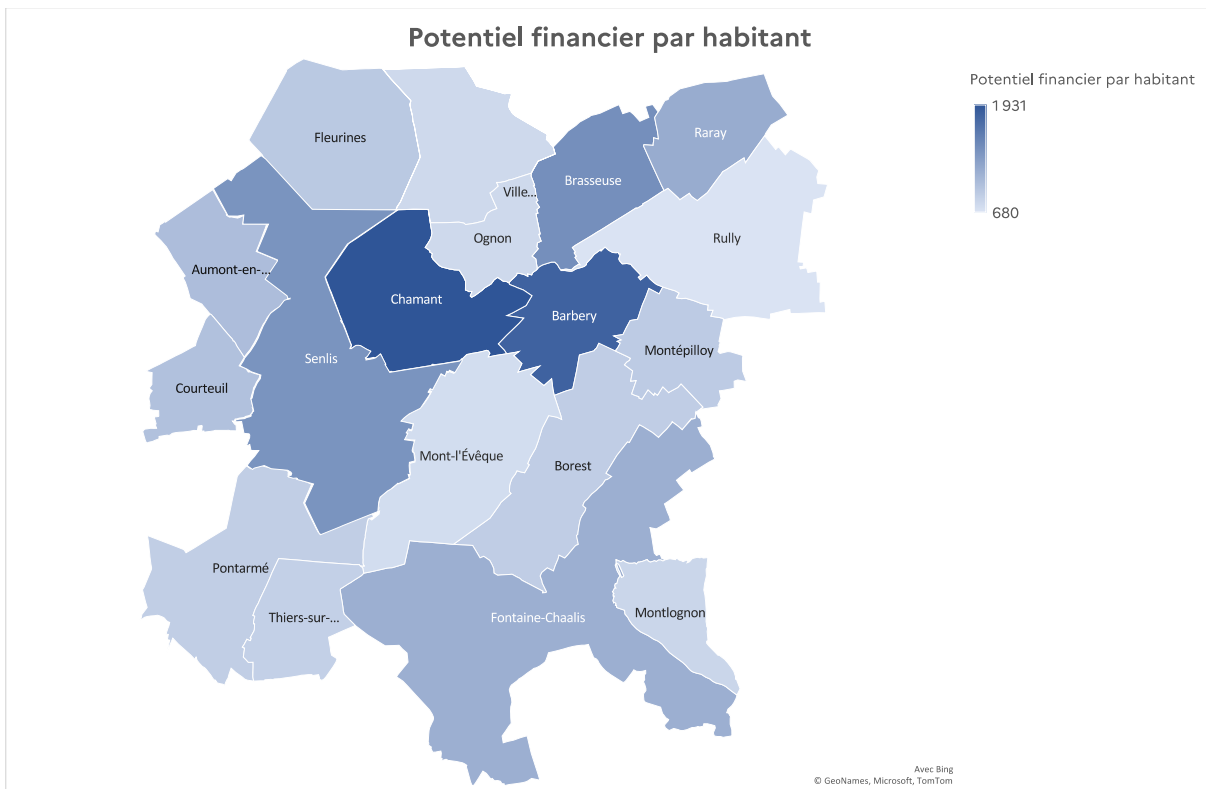 Potentiel financier par habitant
Potentiel financier par habitant
1 931
680
Fleurines
Raray
Brasseuse
Ville...
Ognon
Rully
Aumont-en-...
Chamant
Barbery
Senlis
Montépilloy
Courteuil
Mont-l'Évêque
Borest
Pontarmé
Thiers-sur-...
Fontaine-Chaalis
Montlognon
Avec Bing
© GeoNames, Microsoft, TomTom